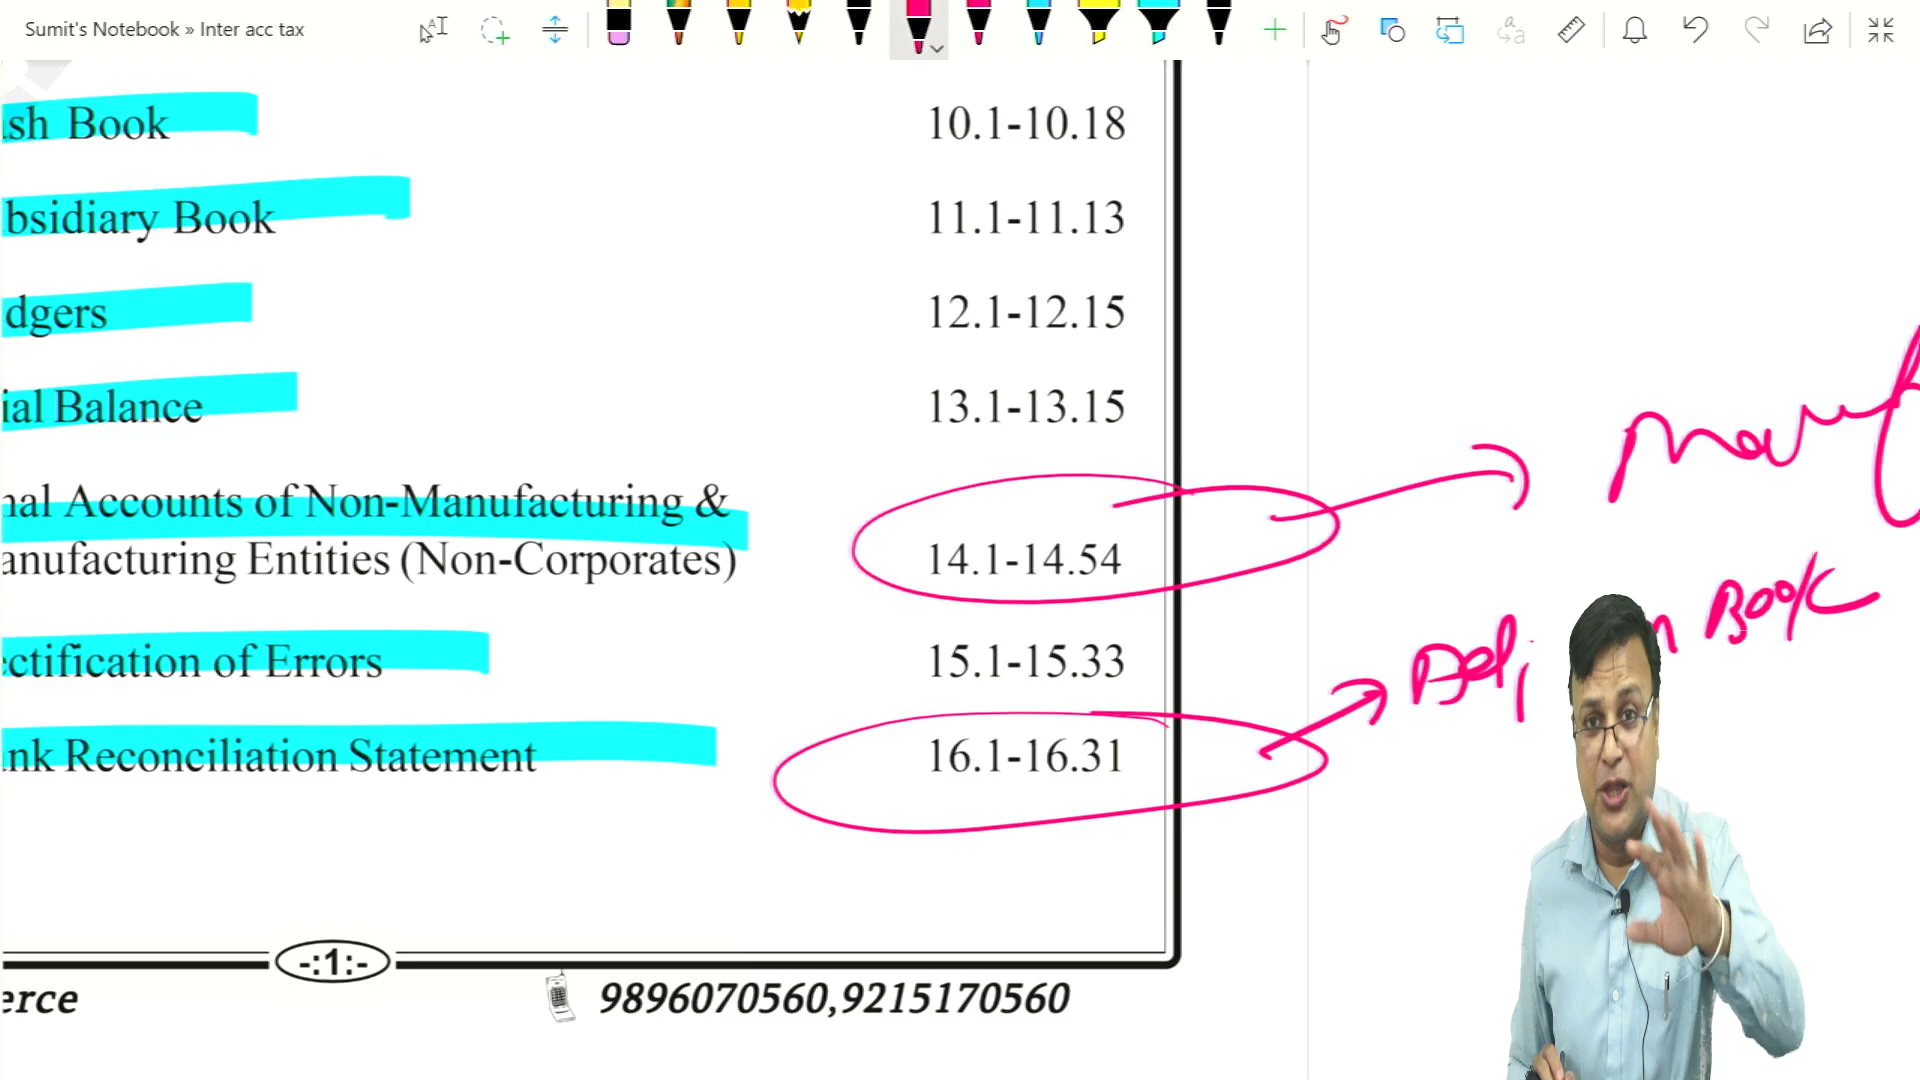 Sumit's Notebook » Inter acc tax
sh Book 10.1-10.18
bsidiary Book 11.1-11.13
dgers 12.1-12.15
ial Balance 13.1-13.15
nal Accounts of Non-Manufacturing &
anufacturing Entities (Non-Corporates) 14.1-14.54
Manuf
ectification of Errors 15.1-15.33
Book
nk Reconciliation Statement 16.1-16.31
-:1:-
erce 9896070560,9215170560